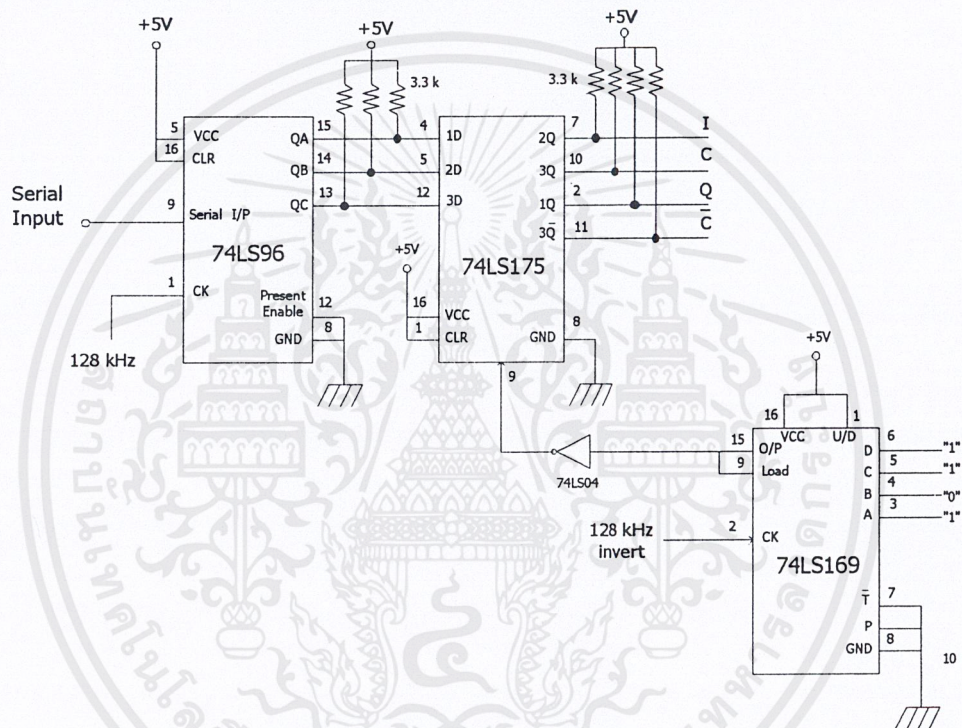 +5V
+5V
+5V
3.3 k
3.3 k
5
VCC
16
CLR
Serial
Input
9
Serial I/P
74LS96
1
CK
128 kHz
QA
15
QB
14
QC
13
Present
Enable
12
GND
8
4
1D
5
2D
12
3D
74LS175
+5V
16
VCC
1
CLR
9
2Q
7
I
3Q
10
C
1Q
2
Q
3Q̅
11
C̅
GND
8
74LS04
+5V
16
VCC
1
U/D
15
O/P
9
Load
128 kHz
invert
2
CK
74LS169
D
6
"1"
C
5
"1"
B
4
"0"
A
3
"1"
T̅
7
P
10
GND
8